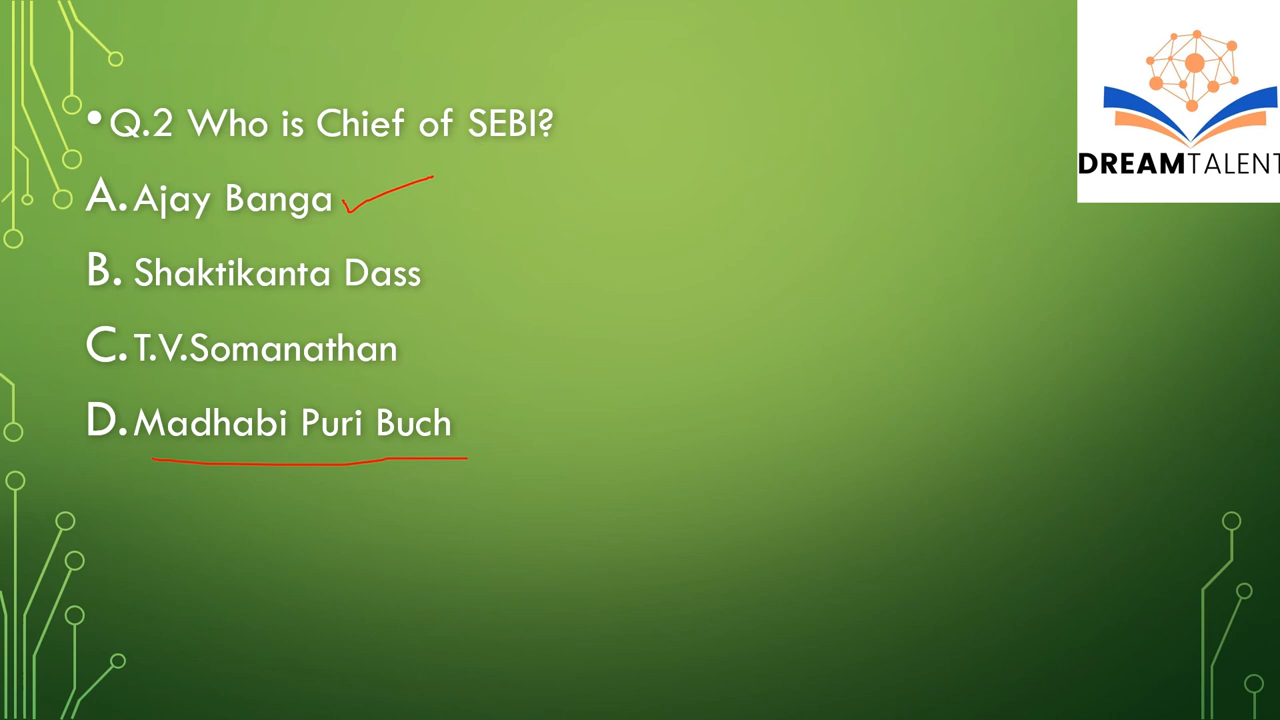 • Q.2 Who is Chief of SEBI?
A. Ajay Banga
B. Shaktikanta Dass
C. T.V.Somanathan
D. Madhabi Puri Buch
DREAMTALENT